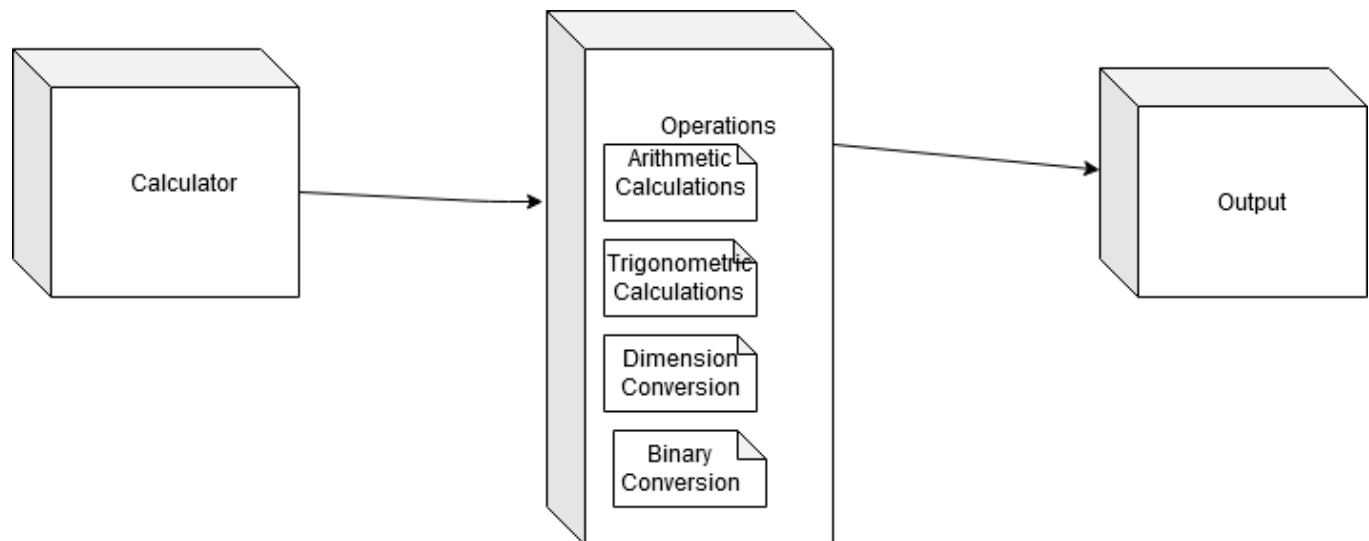 Calculator
Operations
Arithmetic
Calculations
Trigonometric
Calculations
Dimension
Conversion
Binary
Conversion
Output